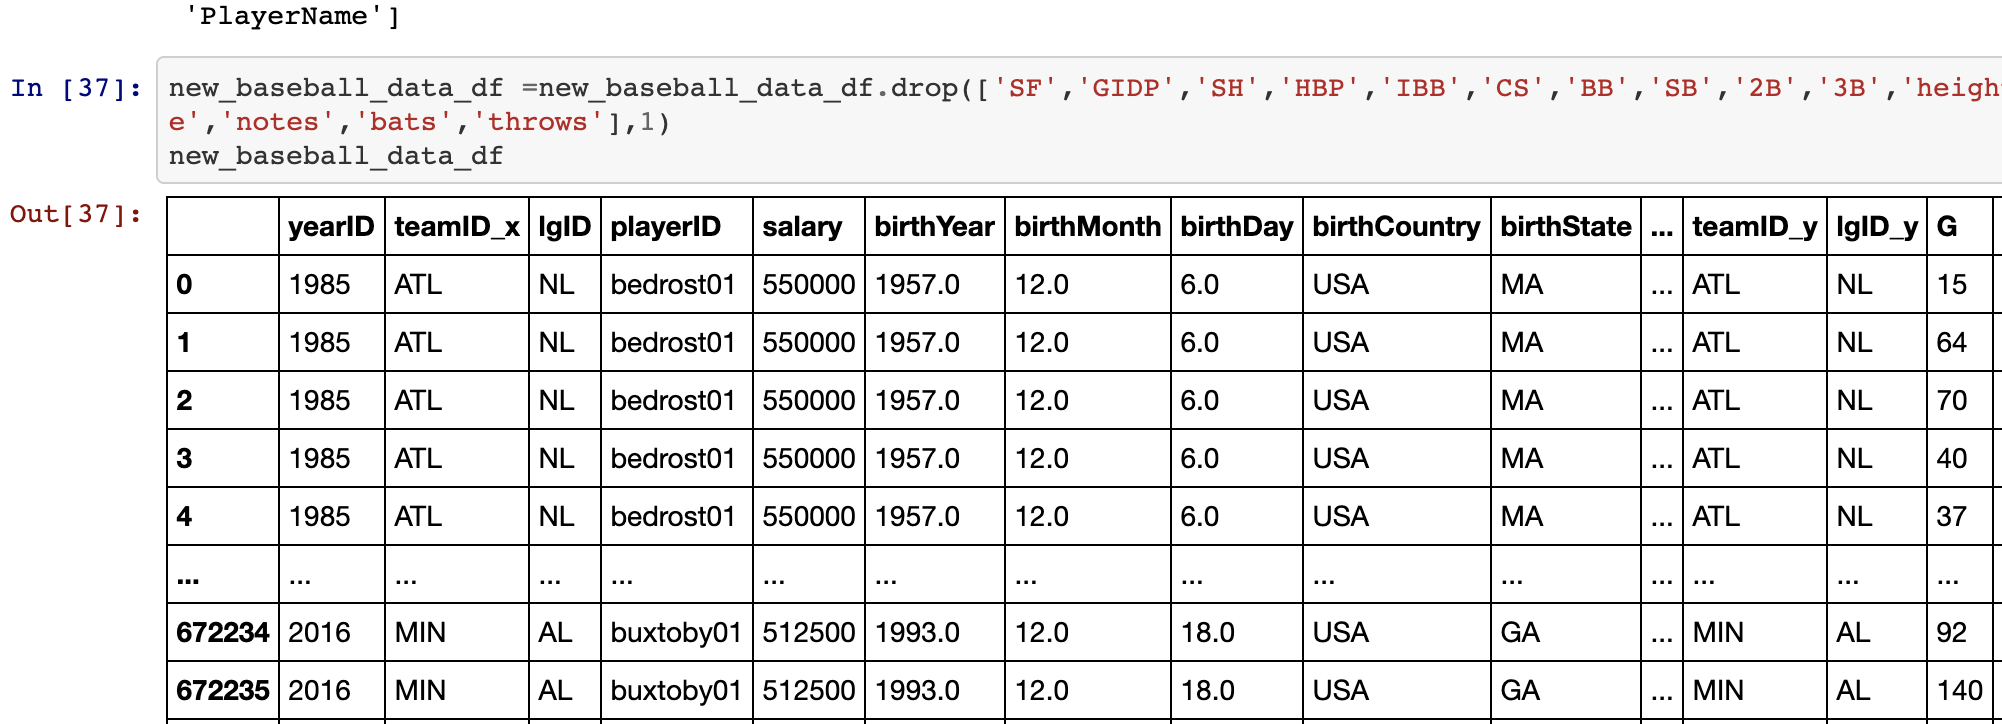 'PlayerName']
In [37]: new_baseball_data_df =new_baseball_data_df.drop(['SF','GIDP','SH','HBP','IBB','CS','BB','SB','2B','3B','heigh
e','notes','bats','throws'],1)
new_baseball_data_df
Out[37]:
yearID teamID_x lgID playerID salary birthYear birthMonth birthDay birthCountry birthState ... teamID_y lgID_y G
0 1985 ATL NL bedrost01 550000 1957.0 12.0 6.0 USA MA ... ATL NL 15
1 1985 ATL NL bedrost01 550000 1957.0 12.0 6.0 USA MA ... ATL NL 64
2 1985 ATL NL bedrost01 550000 1957.0 12.0 6.0 USA MA ... ATL NL 70
3 1985 ATL NL bedrost01 550000 1957.0 12.0 6.0 USA MA ... ATL NL 40
4 1985 ATL NL bedrost01 550000 1957.0 12.0 6.0 USA MA ... ATL NL 37
... ... ... ... ... ... ... ... ... ... ... ... ... ... ...
672234 2016 MIN AL buxtoby01 512500 1993.0 12.0 18.0 USA GA ... MIN AL 92
672235 2016 MIN AL buxtoby01 512500 1993.0 12.0 18.0 USA GA ... MIN AL 140